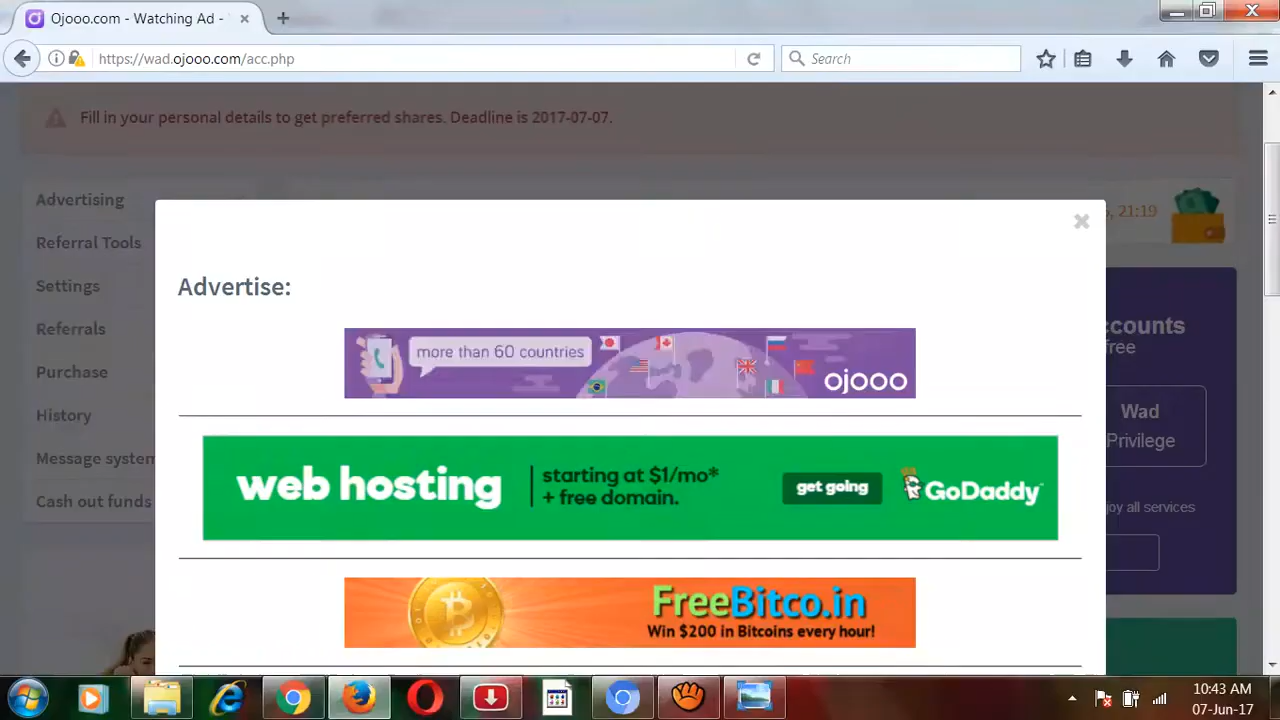 Ojooo.com - Watching Ad -
https://wad.ojooo.com/acc.php
Search
Fill in your personal details to get preferred shares. Deadline is 2017-07-07.
Advertising
Referral Tools
Settings
Referrals
Purchase
History
Message system
Cash out funds
, 21:19
Advertise:
more than 60 countries
ojooo
web hosting
starting at $1/mo*
+ free domain.
get going
GoDaddy
FreeBitco.in
Win $200 in Bitcoins every hour!
counts
free
Wad
Privilege
joy all services
10:43 AM
07-Jun-17